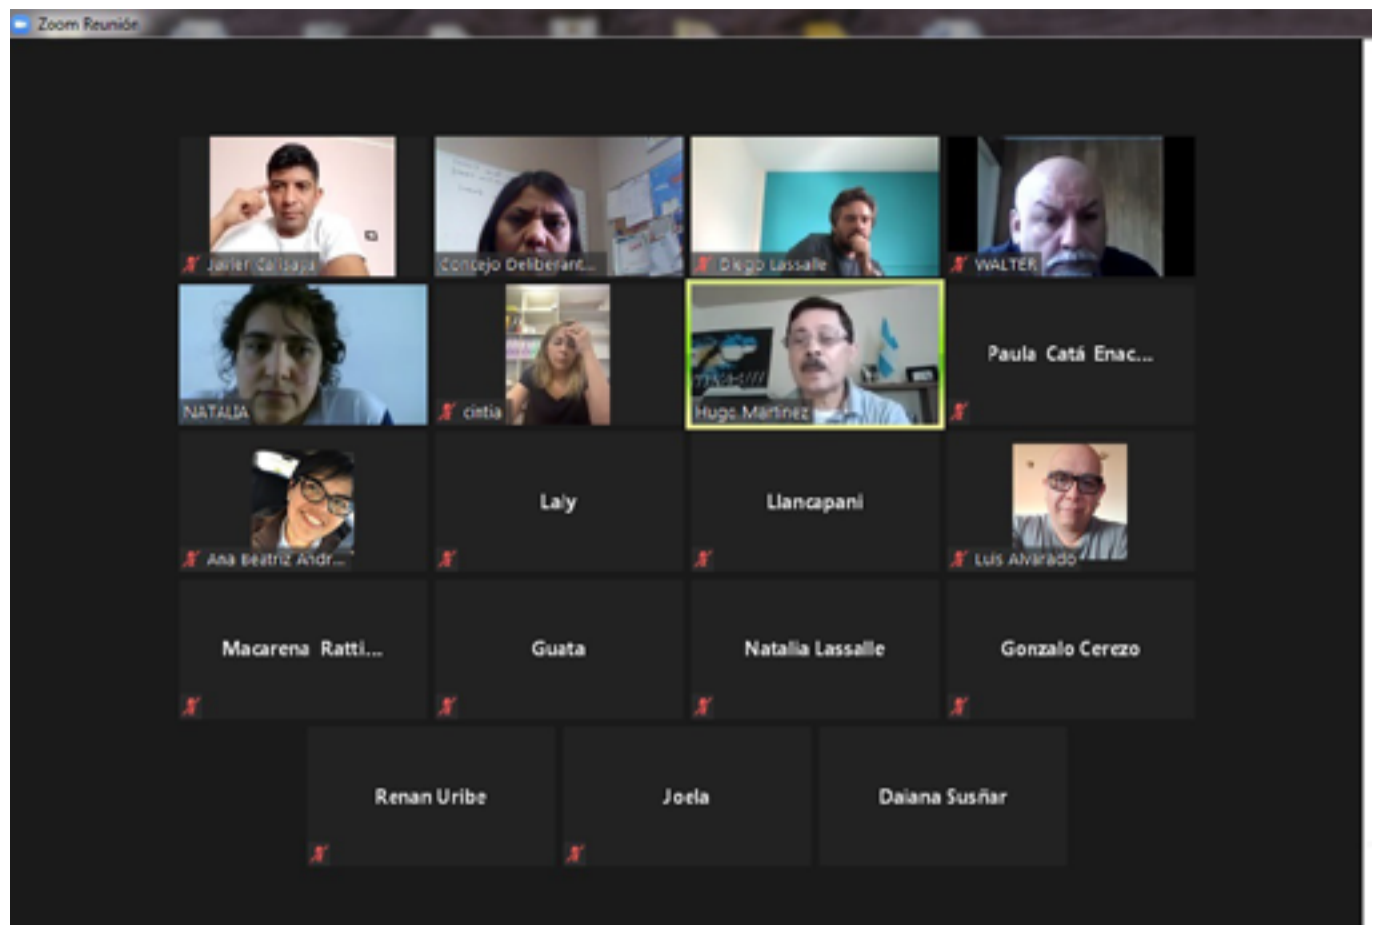 Zoom Reunión
Javier Calisaya
Concejo Deliberant...
Diego Lassalle
WALTER
NATALIA
cintia
Hugo Martinez
Paula Catá Enac...
Ana Beatriz Andr...
Laly
Llancapani
Luis Alvarado
Macarena Ratti...
Guata
Natalia Lassalle
Gonzalo Cerezo
Renan Uribe
Joela
Daiana Susñar